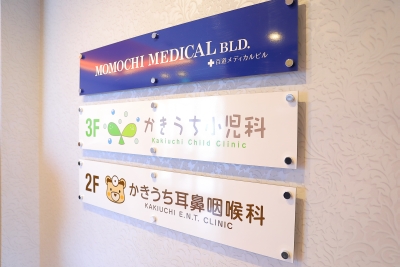 MOMOCHI MEDICAL BLD.
百道メディカルビル
3F かきうち小児科
Kakiuchi Child Clinic
2F かきうち耳鼻咽喉科
KAKIUCHI E.N.T. CLINIC